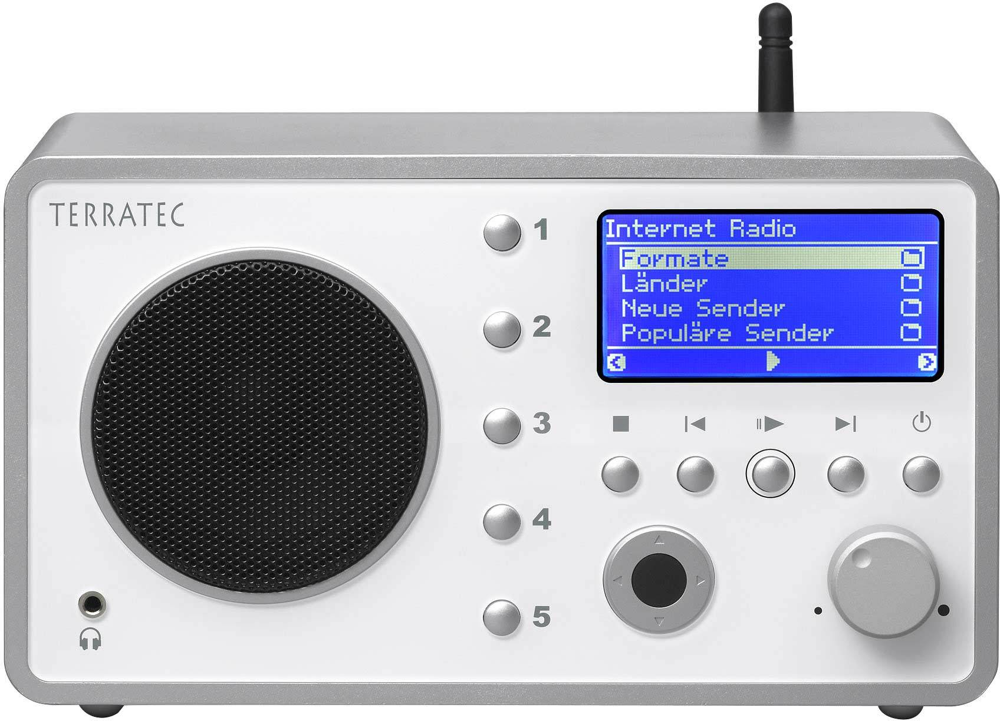 TERRATEC
1
2
3
4
5
Internet Radio
Formate
Länder
Neue Sender
Populäre Sender